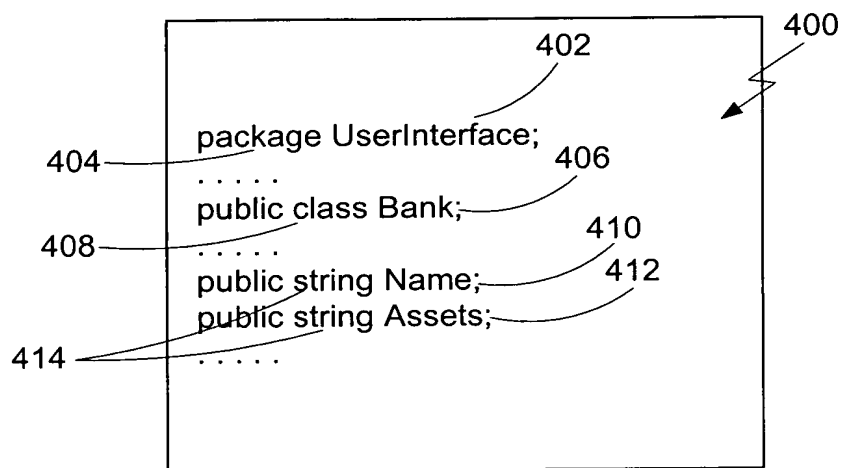 400
402
package UserInterface;
404
. . . . .
406
public class Bank;
408
. . . . .
410
public string Name;
412
public string Assets;
414
. . . . .